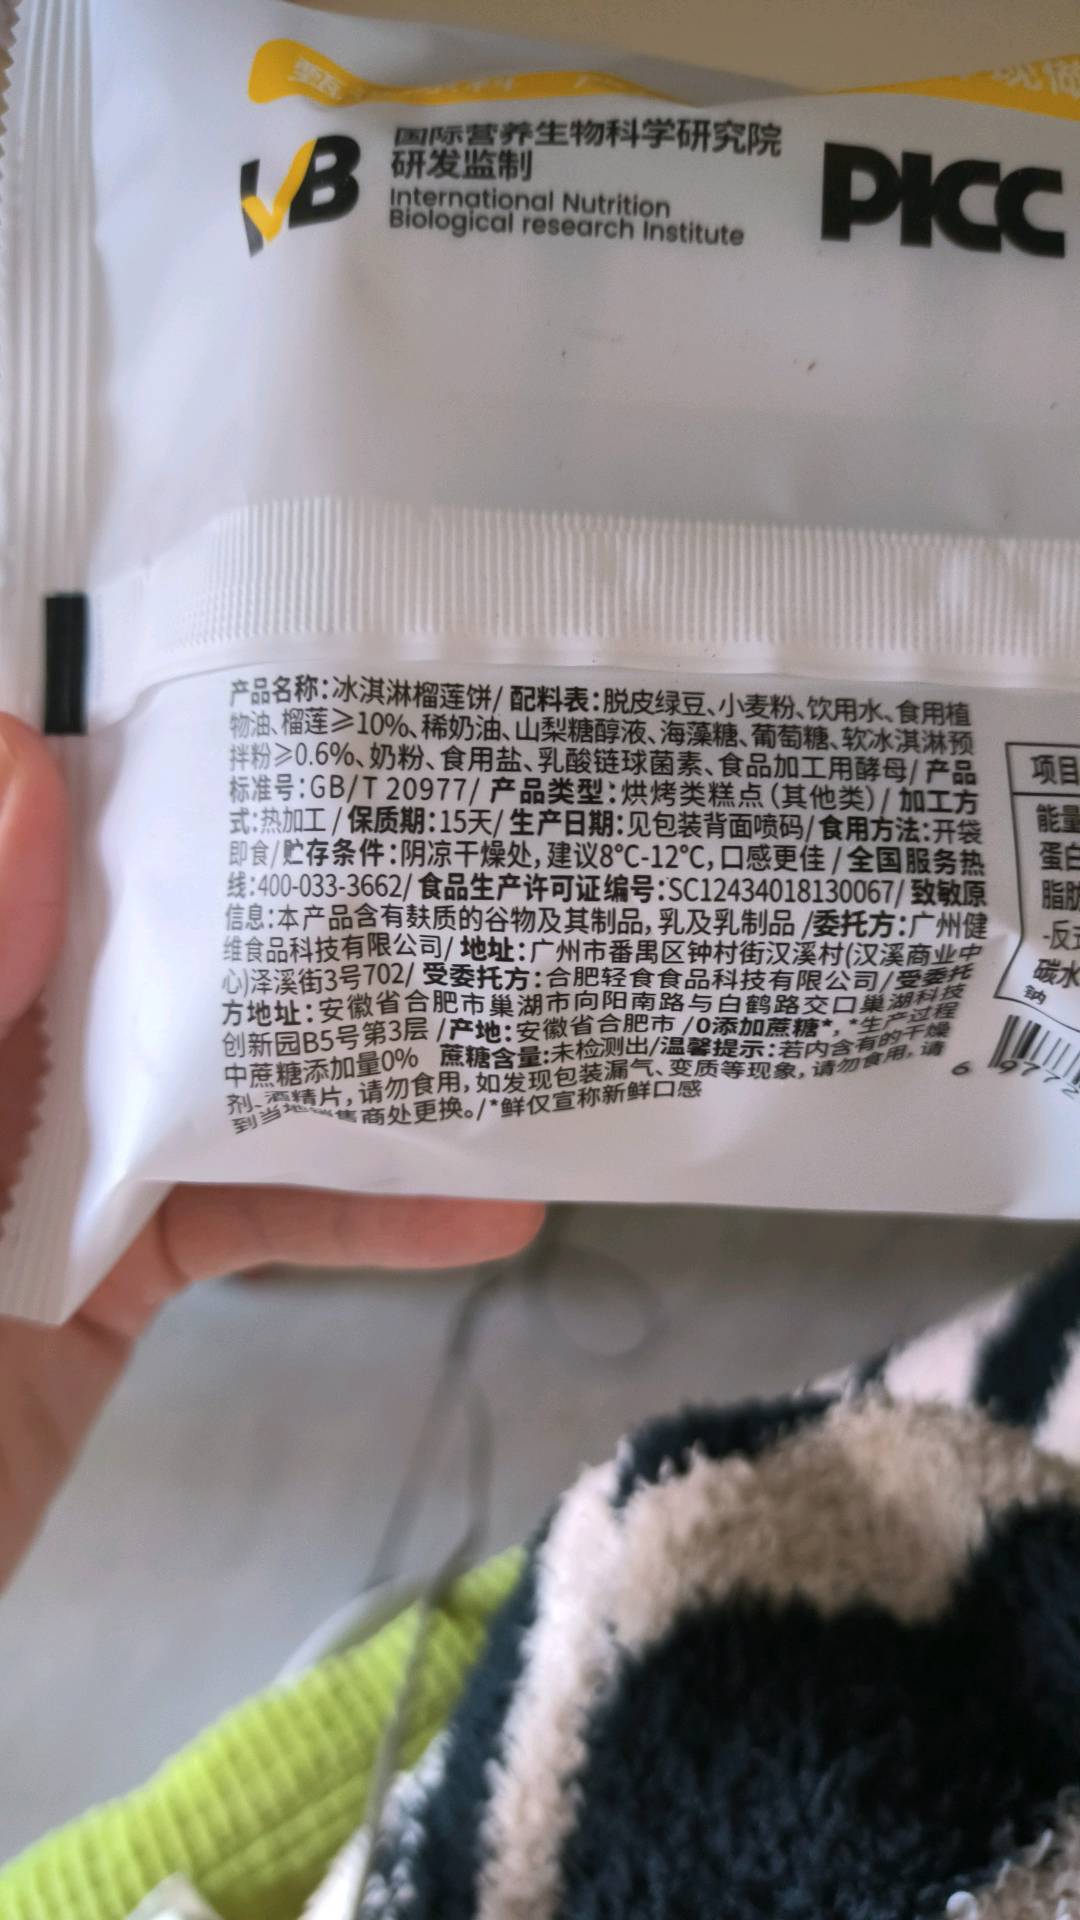 现做
VB
国际营养生物科学研究院
研发监制
International Nutrition
Biological research Institute
PICC
产品名称:冰淇淋榴莲饼/ 配料表:脱皮绿豆、小麦粉、饮用水、食用植
物油、榴莲≥10%、稀奶油、山梨糖醇液、海藻糖、葡萄糖、软冰淇淋预
拌粉≥0.6%、奶粉、食用盐、乳酸链球菌素、食品加工用酵母/ 产品
标准号:GB/T 20977/ 产品类型:烘烤类糕点(其他类)/ 加工方
式:热加工/保质期:15天/ 生产日期:见包装背面喷码/食用方法:开袋
即食/贮存条件:阴凉干燥处,建议8°C-12°C,口感更佳/全国服务热
线:400-033-3662/ 食品生产许可证编号:SC12434018130067/ 致敏原
信息:本产品含有麸质的谷物及其制品,乳及乳制品 /委托方:广州健
维食品科技有限公司/ 地址:广州市番禺区钟村街汉溪村(汉溪商业中
心)泽溪街3号702/ 受委托方:合肥轻食食品科技有限公司/受委托
方地址:安徽省合肥市巢湖市向阳南路与白鹤路交口巢湖科技
创新园B5号第3层 /产地:安徽省合肥市 /0添加蔗糖*,*生产过程
中蔗糖添加量0% 蔗糖含量:未检测出/温馨提示:若内含有的干燥
剂、酒精片,请勿食用,如发现包装漏气、变质等现象,请勿食用,请
到当地销售商处更换。/*鲜仅宣称新鲜口感
项目
能量
蛋白
脂肪
-反式
碳水
钠
6 9772